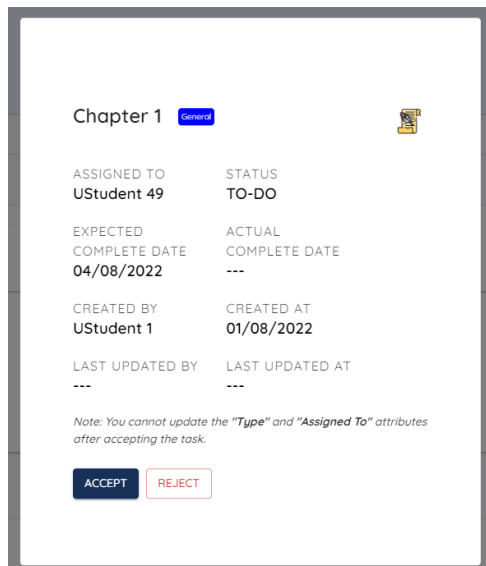 Chapter 1 General
ASSIGNED TO STATUS
UStudent 49 TO-DO
EXPECTED ACTUAL
COMPLETE DATE COMPLETE DATE
04/08/2022 ---
CREATED BY CREATED AT
UStudent 1 01/08/2022
LAST UPDATED BY LAST UPDATED AT
--- ---
Note: You cannot update the "Type" and "Assigned To" attributes
after accepting the task.
ACCEPT REJECT